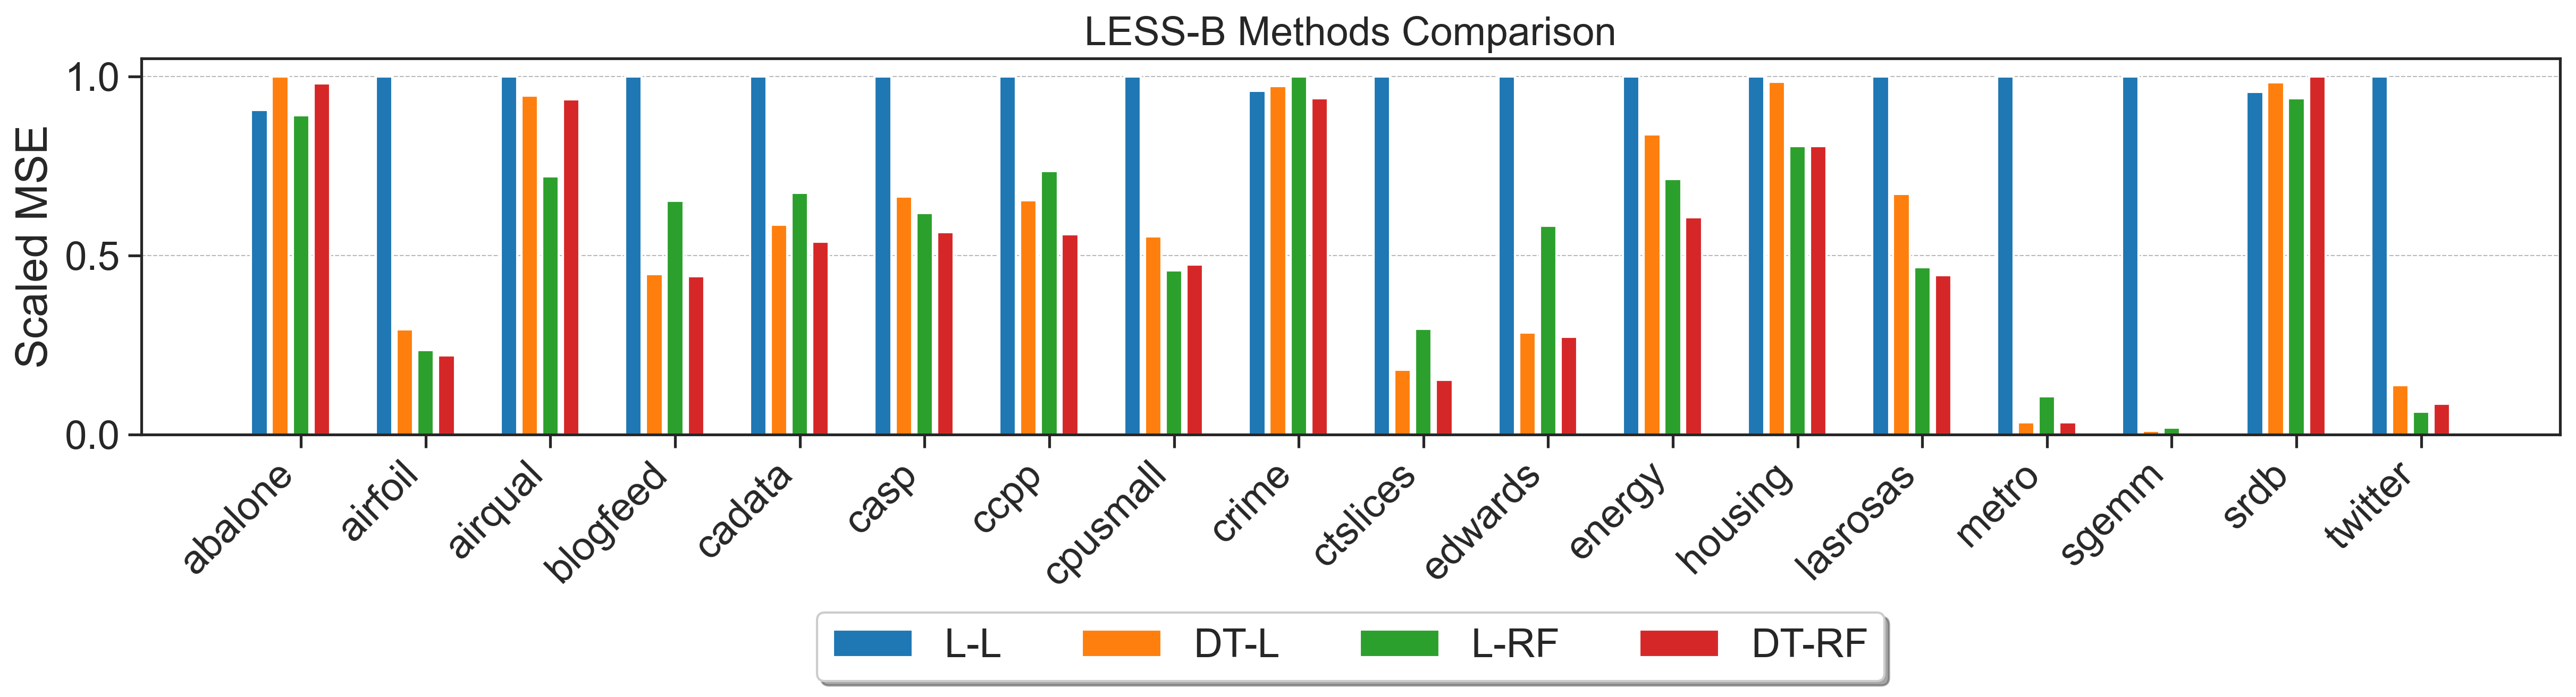 LESS-B Methods Comparison
Scaled MSE
1.0
0.5
0.0
abalone
airfoil
airqual
blogfeed
cadata
casp
ccpp
cpusmall
crime
ctslices
edwards
energy
housing
lasrosas
metro
sgemm
srdb
twitter
L-L DT-L L-RF DT-RF